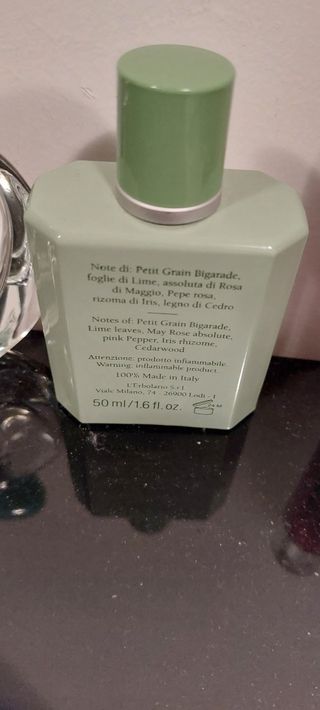 Note di: Petit Grain Bigarade,
foglie di Lime, assoluta di Rosa
di Maggio, Pepe rosa,
rizoma di Iris, legno di Cedro
Notes of: Petit Grain Bigarade,
Lime leaves, May Rose absolute,
pink Pepper, Iris rhizome,
Cedarwood
Attenzione: prodotto infiammabile.
Warning: inflammable product.
100% Made in Italy
L'Erbolario S.r.l.
Viale Milano, 74 - 26900 Lodi - I
50 ml/1.6 fl. oz.